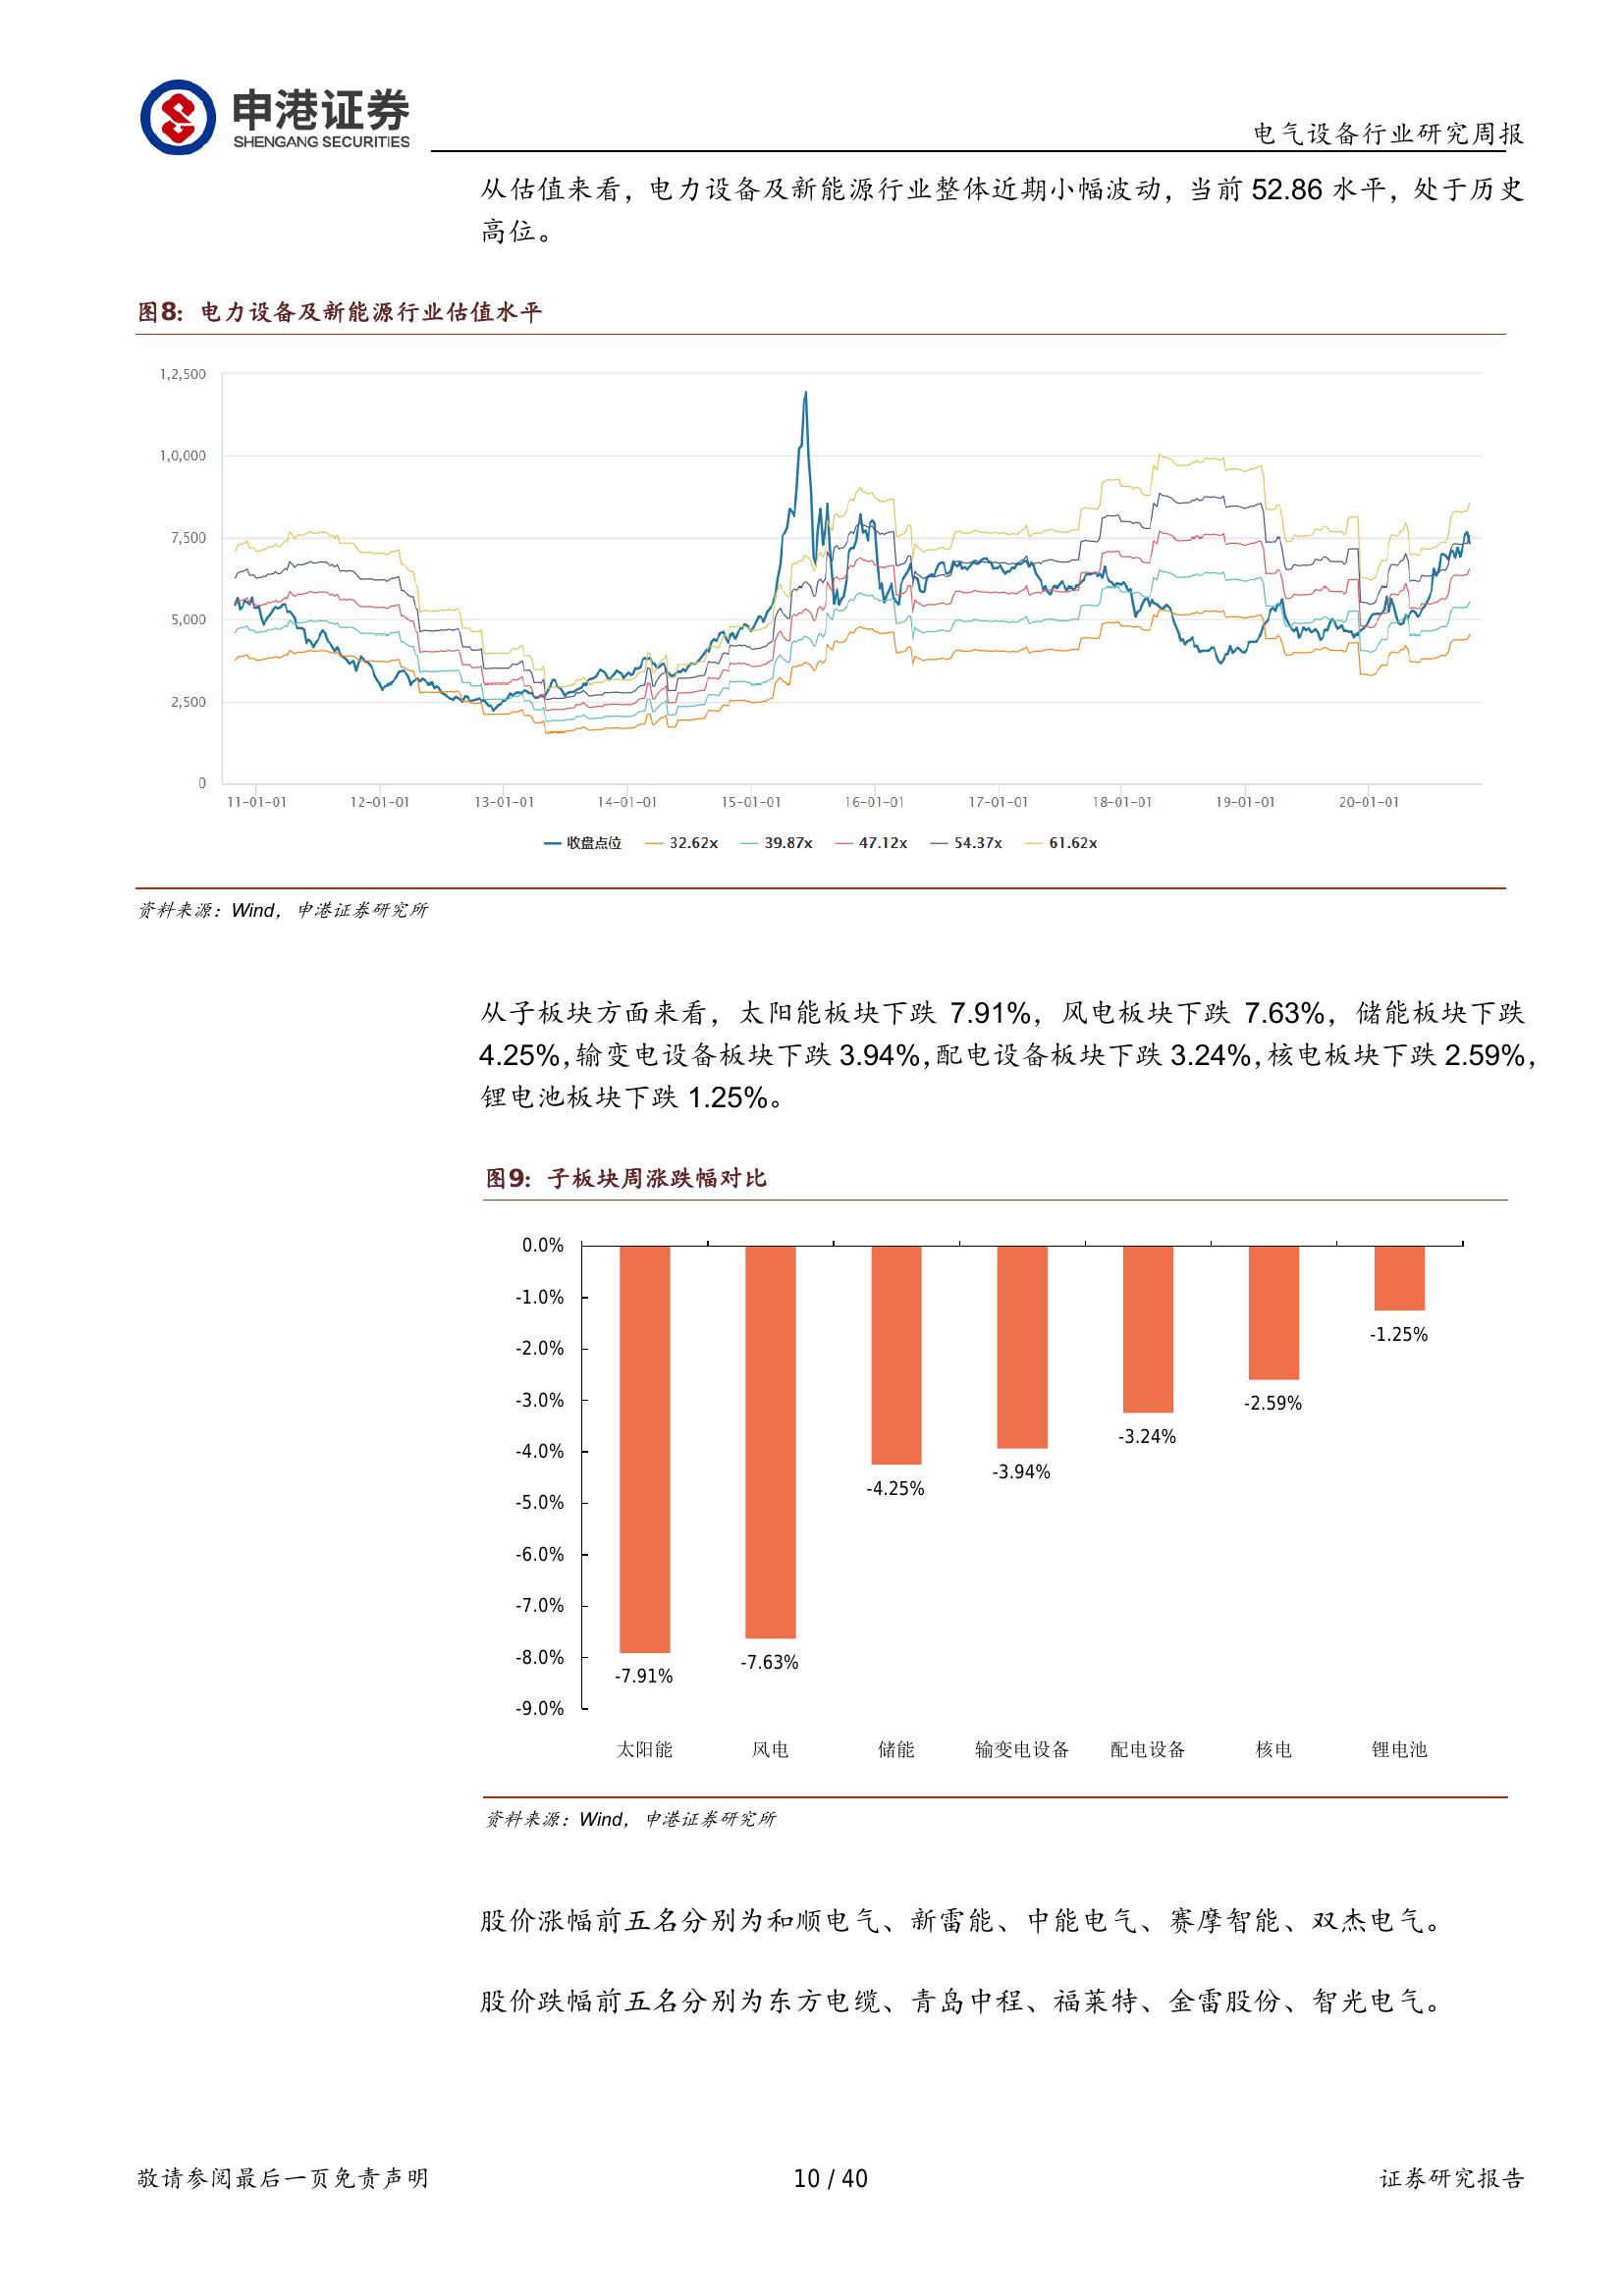 申港证券
SHENGANG SECURITIES
电气设备行业研究周报
从估值来看，电力设备及新能源行业整体近期小幅波动，当前 52.86 水平，处于历史
高位。
图8：电力设备及新能源行业估值水平
1,2,500
1,0,000
7,500
5,000
2,500
0
11-01-01 12-01-01 13-01-01 14-01-01 15-01-01 16-01-01 17-01-01 18-01-01 19-01-01 20-01-01
收盘点位 32.62x 39.87x 47.12x 54.37x 61.62x
资料来源：Wind，申港证券研究所
从子板块方面来看，太阳能板块下跌 7.91%，风电板块下跌 7.63%，储能板块下跌
4.25%，输变电设备板块下跌 3.94%，配电设备板块下跌 3.24%，核电板块下跌 2.59%，
锂电池板块下跌 1.25%。
图9：子板块周涨跌幅对比
0.0%
-1.0%
-2.0%
-3.0%
-4.0%
-5.0%
-6.0%
-7.0%
-8.0%
-9.0%
-7.91%
-7.63%
-4.25%
-3.94%
-3.24%
-2.59%
-1.25%
太阳能 风电 储能 输变电设备 配电设备 核电 锂电池
资料来源：Wind，申港证券研究所
股价涨幅前五名分别为和顺电气、新雷能、中能电气、赛摩智能、双杰电气。
股价跌幅前五名分别为东方电缆、青岛中程、福莱特、金雷股份、智光电气。
敬请参阅最后一页免责声明 10 / 40 证券研究报告